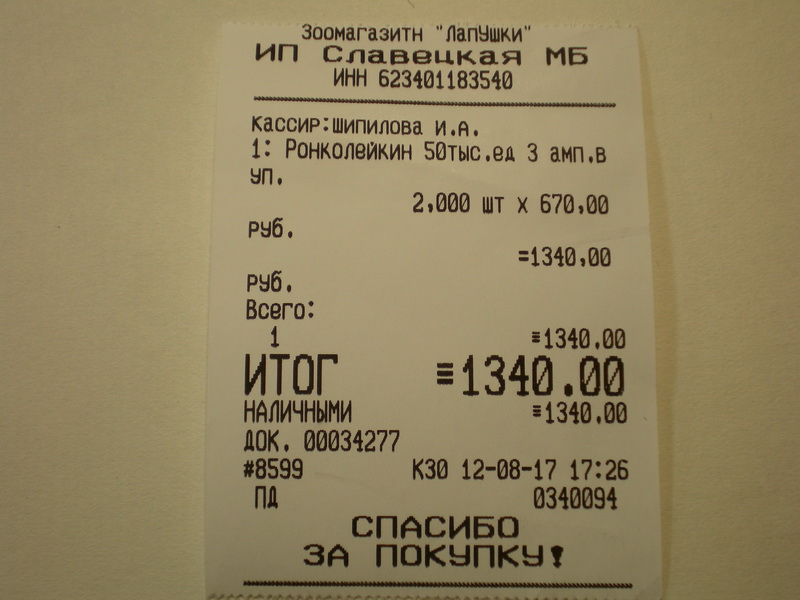 Зоомагазитн "ЛапУшки"
ИП Славецкая МБ
ИНН 623401183540
Кассир:ШИПИЛОВА И.А.
1: Ронколейкин 50тыс.ед 3 амп.в
уп.
2,000 шт х 670,00
руб.
=1340,00
руб.
Всего:
1 ≡1340.00
ИТОГ ≡1340.00
НАЛИЧНЫМИ ≡1340.00
ДОК. 00034277
#8599 К30 12-08-17 17:26
ПД 0340094
СПАСИБО
ЗА ПОКУПКУ!